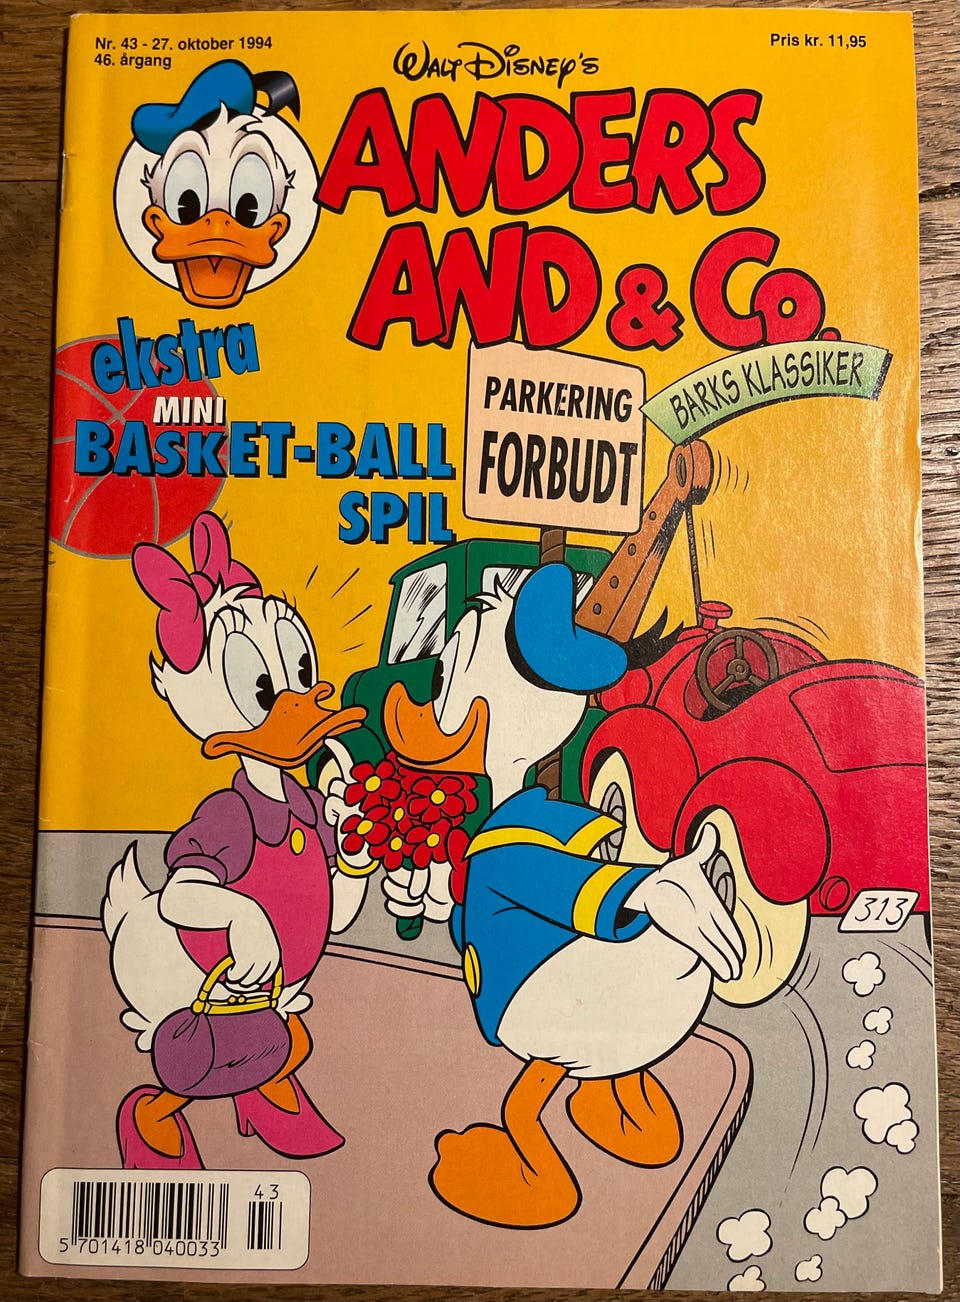 Nr. 43 - 27. oktober 1994
46. årgang
Pris kr. 11,95
WALT DISNEY'S
ANDERS
AND & Co.
ekstra
MINI
BASKET-BALL
SPIL
PARKERING
FORBUDT
BARKS KLASSIKER
313
43
5 701418 040033